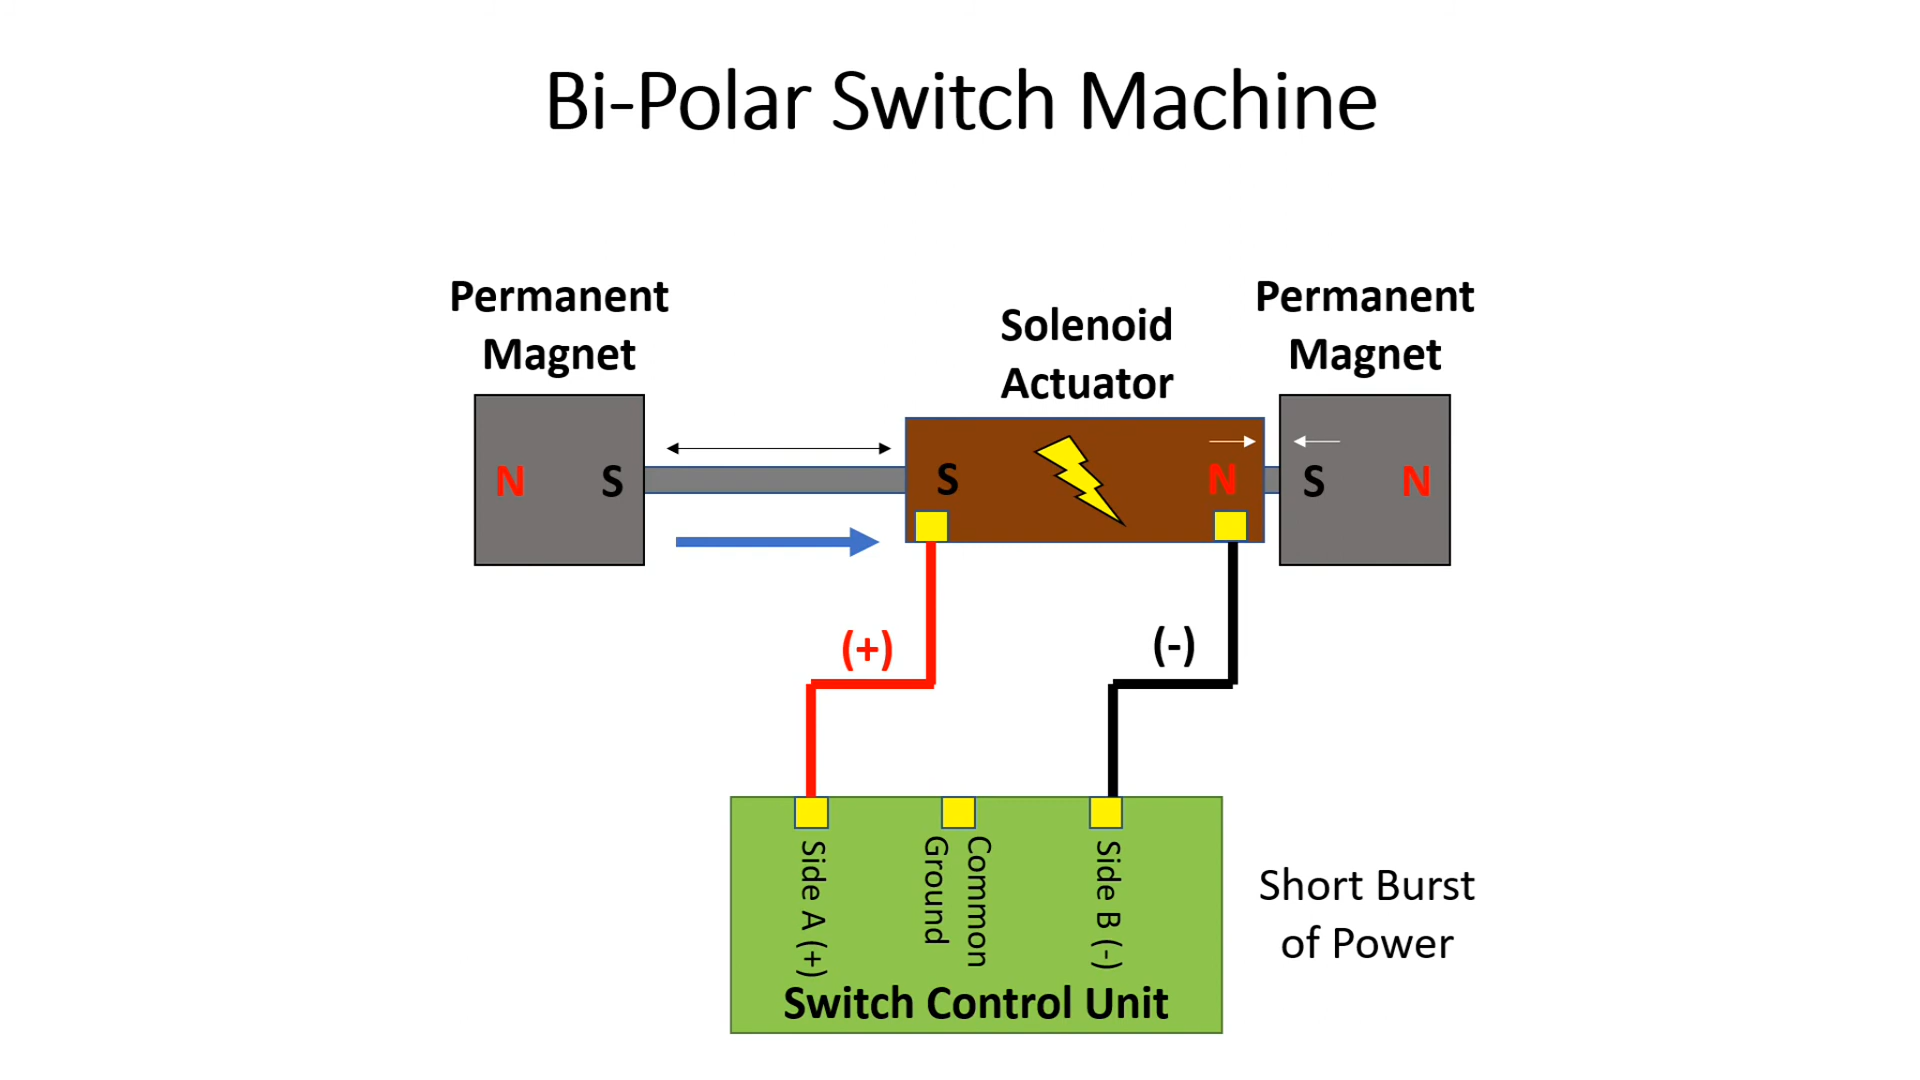 Bi-Polar Switch Machine
Permanent
Magnet
Solenoid
Actuator
Permanent
Magnet
N S
S N
S N
(+)
(-)
Side A (+)
Common
Ground
Side B (-)
Switch Control Unit
Short Burst
of Power